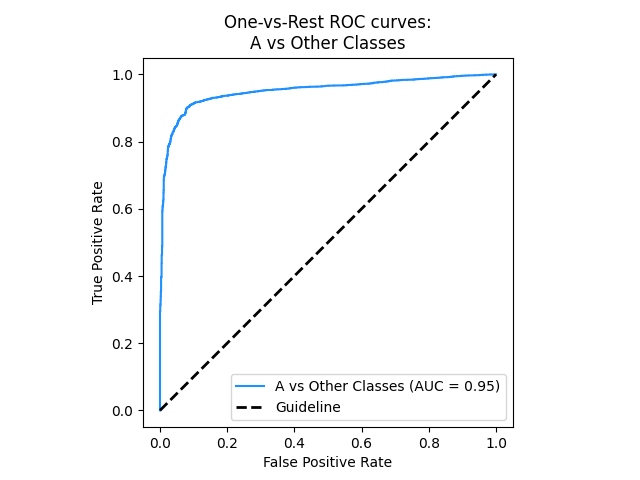 One-vs-Rest ROC curves:
A vs Other Classes
True Positive Rate
1.0
0.8
0.6
0.4
0.2
0.0
A vs Other Classes (AUC = 0.95)
Guideline
0.0 0.2 0.4 0.6 0.8 1.0
False Positive Rate